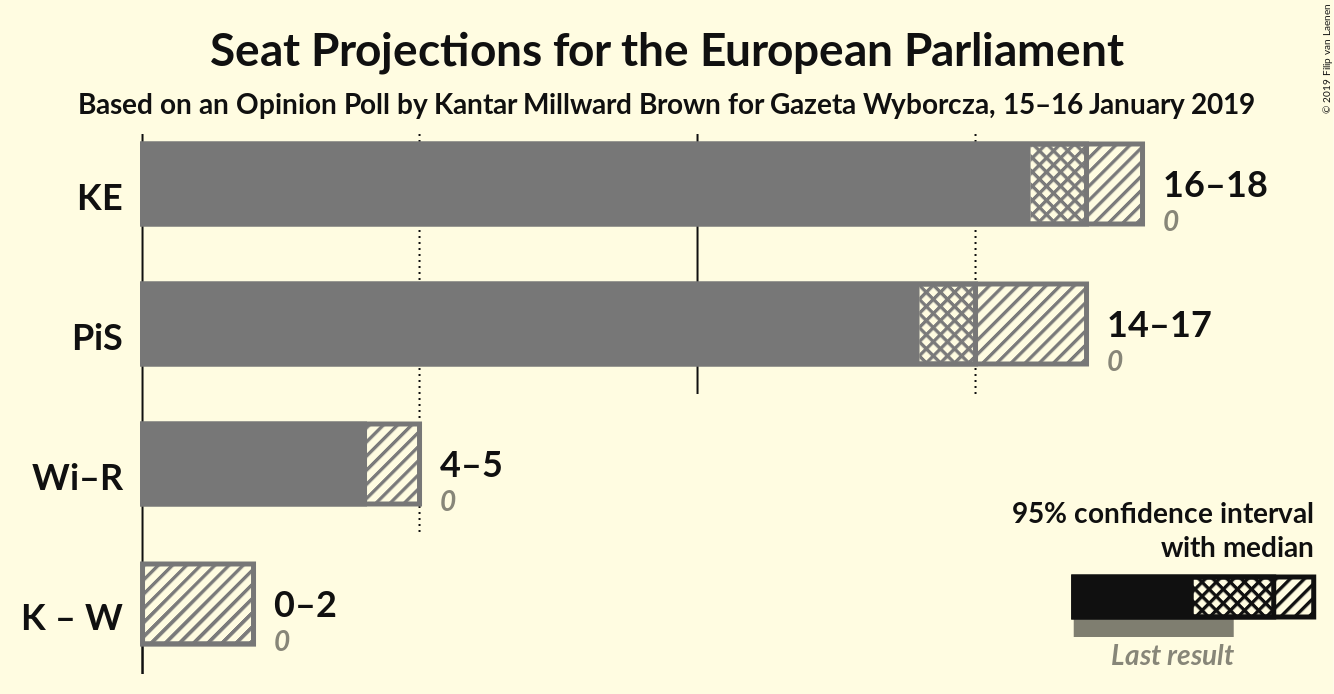 Seat Projections for the European Parliament
Based on an Opinion Poll by Kantar Millward Brown for Gazeta Wyborcza, 15–16 January 2019
© 2019 Filip van Laenen
KE
16–18
0
PiS
14–17
0
Wi–R
4–5
0
K – W
0–2
0
95% confidence interval
with median
Last result